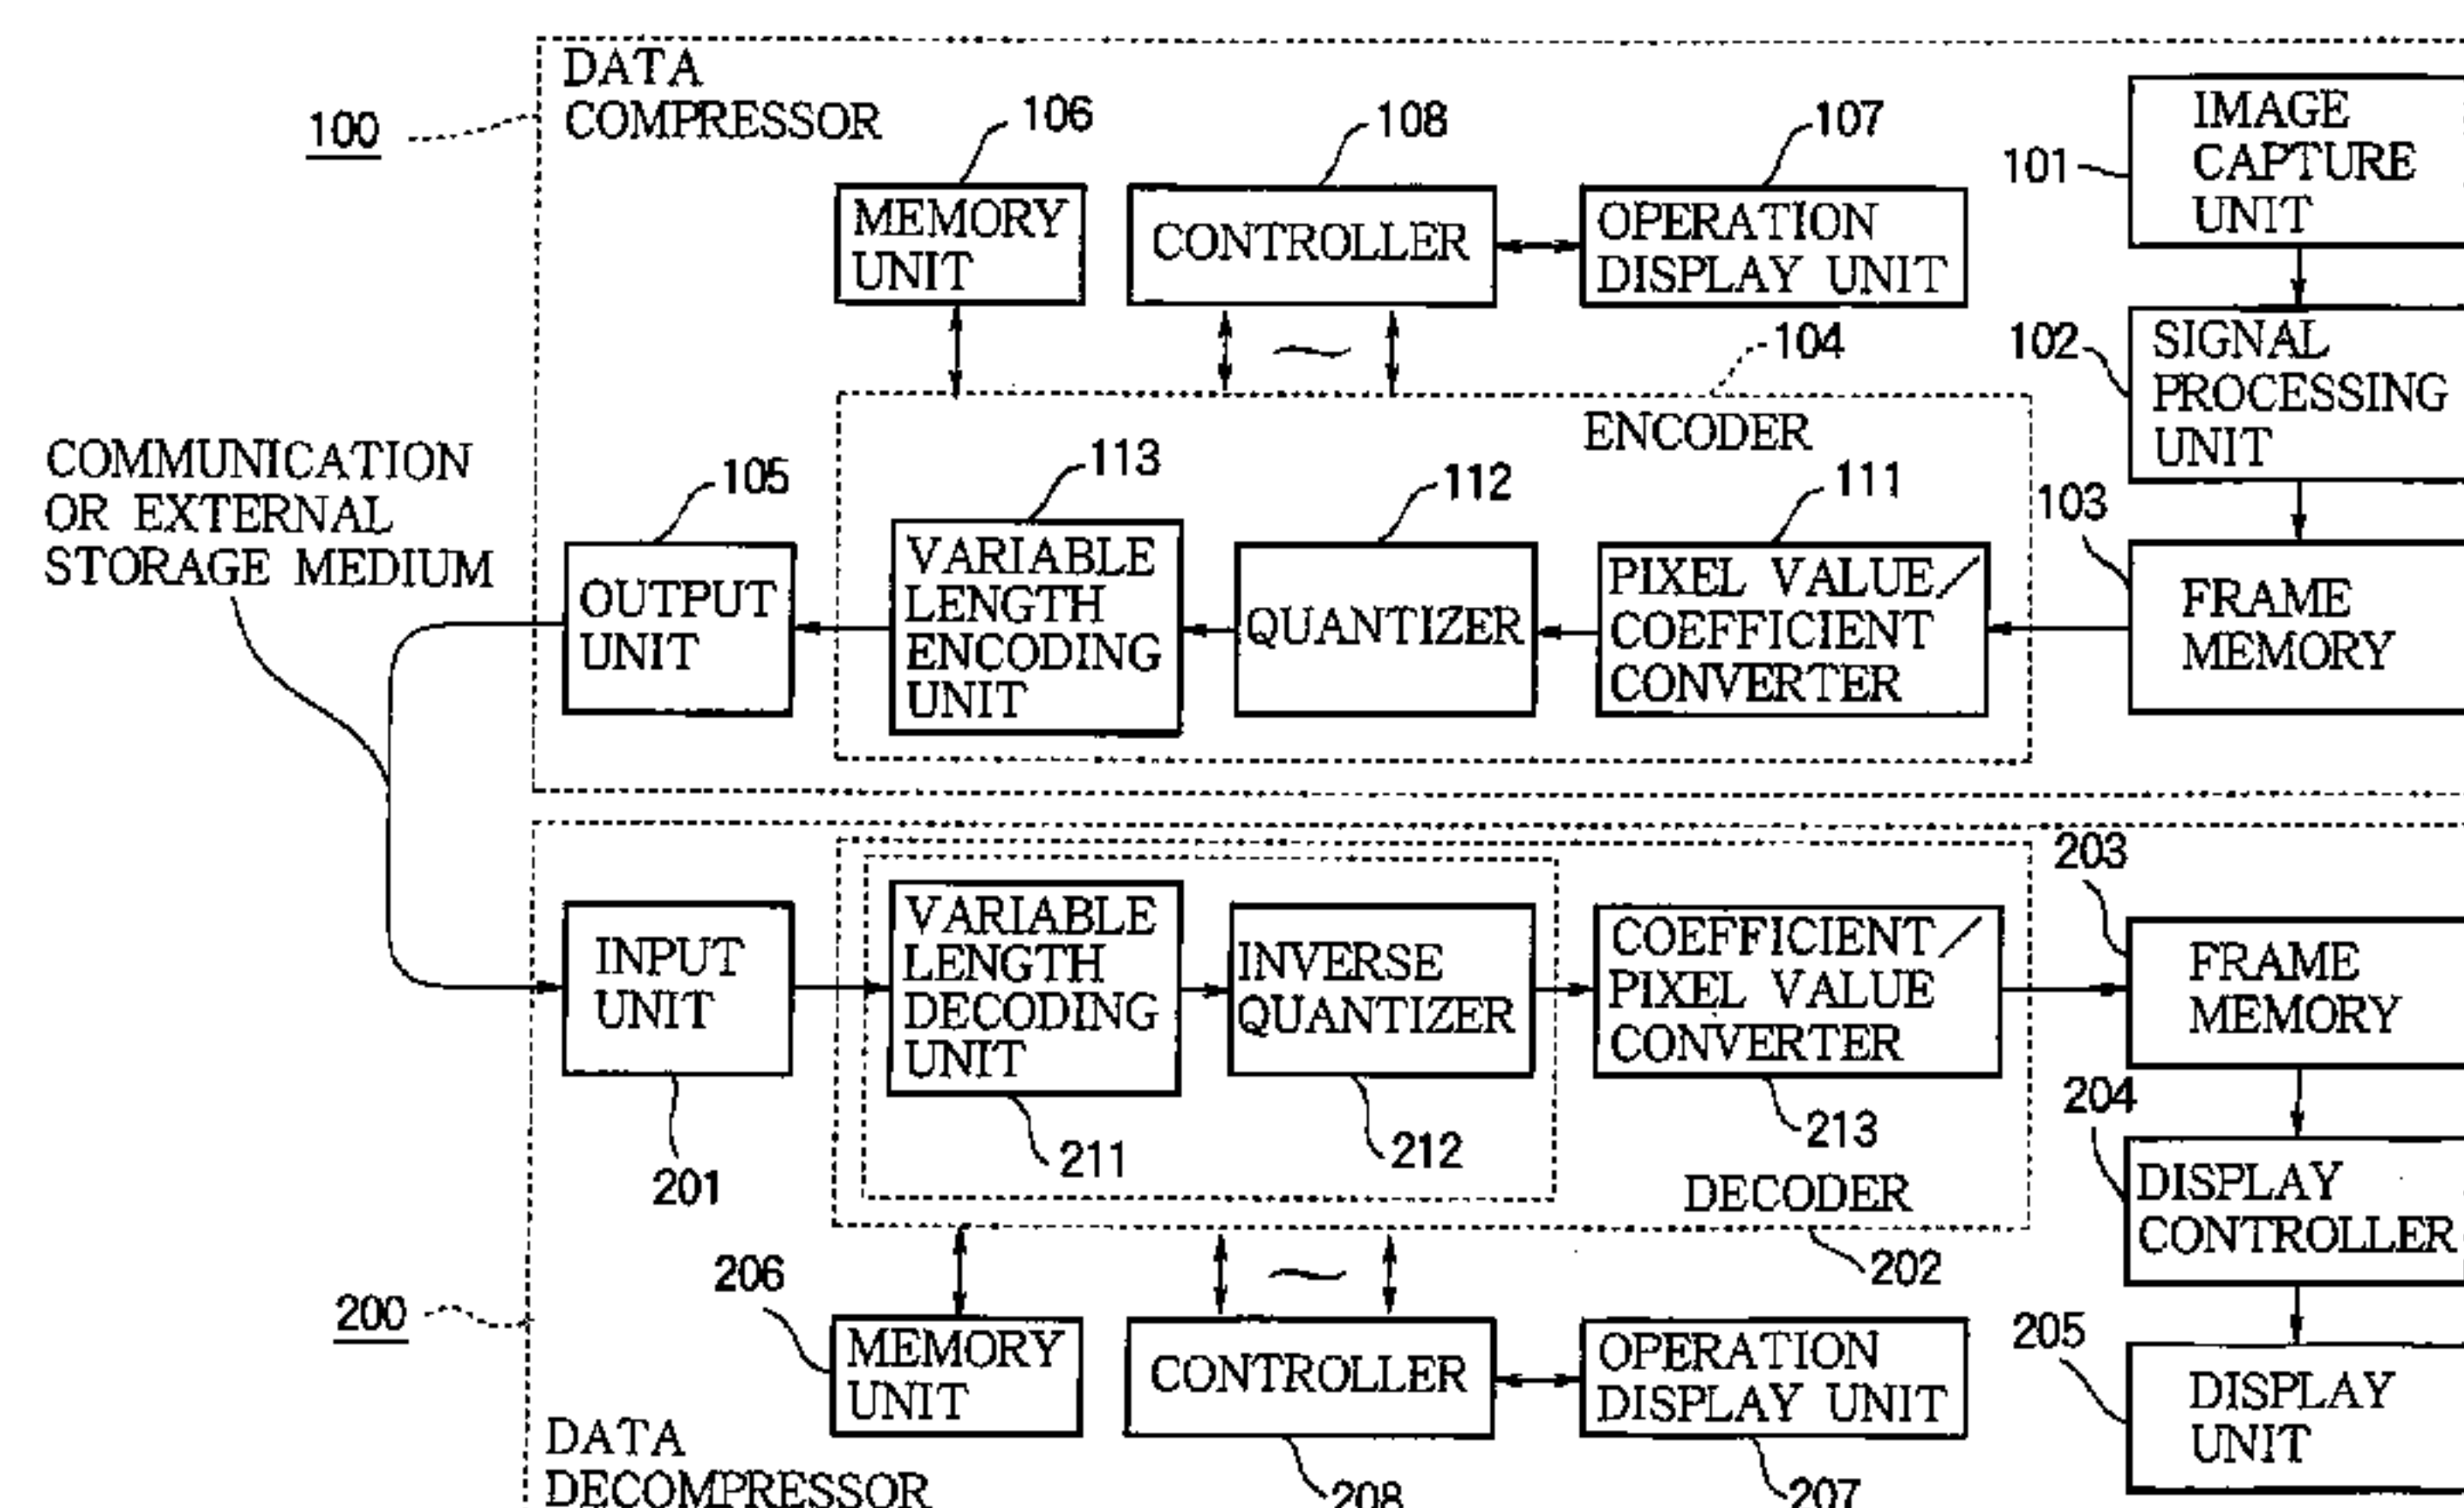 DATA
COMPRESSOR
100
106
108
107
101
IMAGE
CAPTURE
UNIT
MEMORY
UNIT
CONTROLLER
OPERATION
DISPLAY UNIT
104
102
SIGNAL
PROCESSING
UNIT
ENCODER
COMMUNICATION
OR EXTERNAL
STORAGE MEDIUM
105
113
112
111
103
OUTPUT
UNIT
VARIABLE
LENGTH
ENCODING
UNIT
QUANTIZER
PIXEL VALUE/
COEFFICIENT
CONVERTER
FRAME
MEMORY
203
INPUT
UNIT
VARIABLE
LENGTH
DECODING
UNIT
INVERSE
QUANTIZER
COEFFICIENT/
PIXEL VALUE
CONVERTER
FRAME
MEMORY
201
211
212
213
204
DECODER
DISPLAY
CONTROLLER
202
206
200
MEMORY
UNIT
CONTROLLER
OPERATION
DISPLAY UNIT
205
DISPLAY
UNIT
DATA
DECOMPRESSOR
208
207